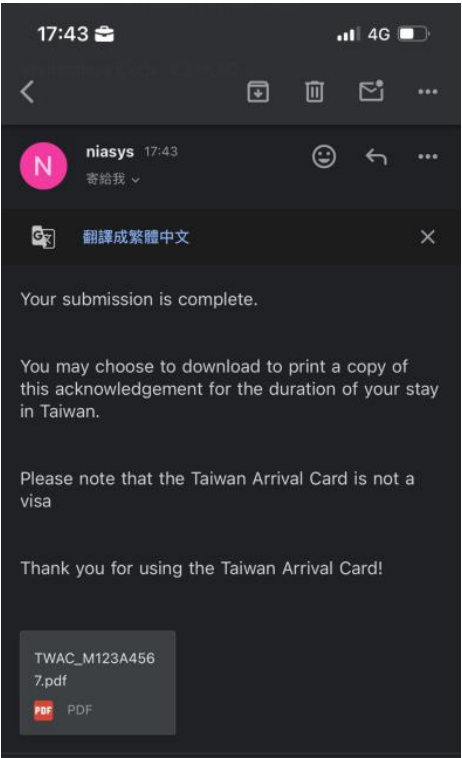 17:43
4G
N
niasys 17:43
寄給我
翻譯成繁體中文
Your submission is complete.
You may choose to download to print a copy of
this acknowledgement for the duration of your stay
in Taiwan.
Please note that the Taiwan Arrival Card is not a
visa
Thank you for using the Taiwan Arrival Card!
TWAC_M123A456
7.pdf
PDF PDF